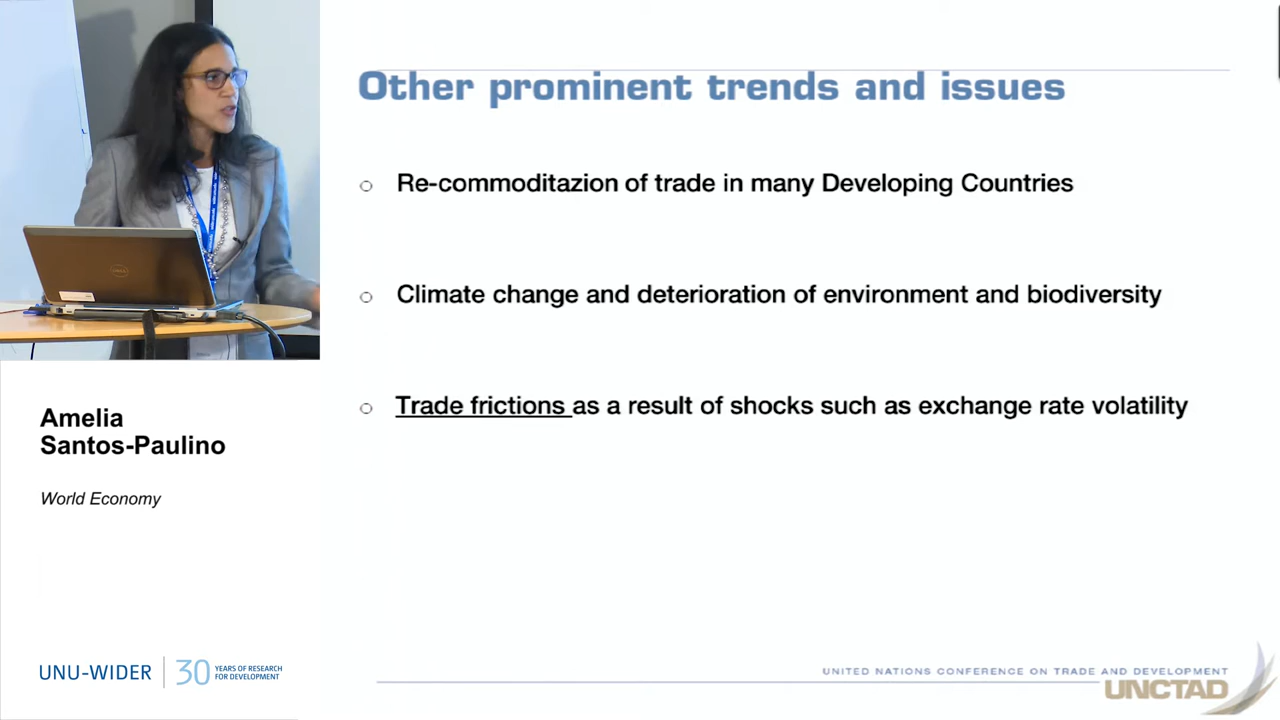 Other prominent trends and issues
Re-commoditazion of trade in many Developing Countries
Climate change and deterioration of environment and biodiversity
Trade frictions as a result of shocks such as exchange rate volatility
Amelia
Santos-Paulino
World Economy
UNU-WIDER
30
YEARS OF RESEARCH
FOR DEVELOPMENT
UNITED NATIONS CONFERENCE ON TRADE AND DEVELOPMENT
UNCTAD